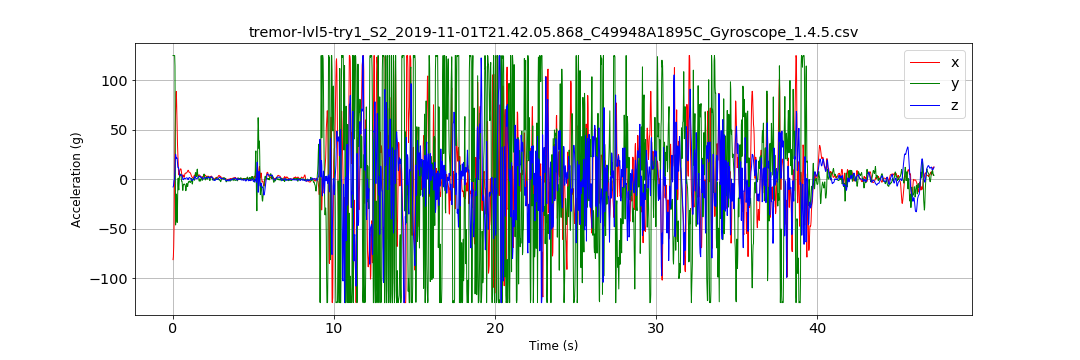 tremor-lvl5-try1_S2_2019-11-01T21.42.05.868_C49948A1895C_Gyroscope_1.4.5.csv
x
y
z
100
50
0
−50
−100
Acceleration (g)
0 10 20 30 40
Time (s)